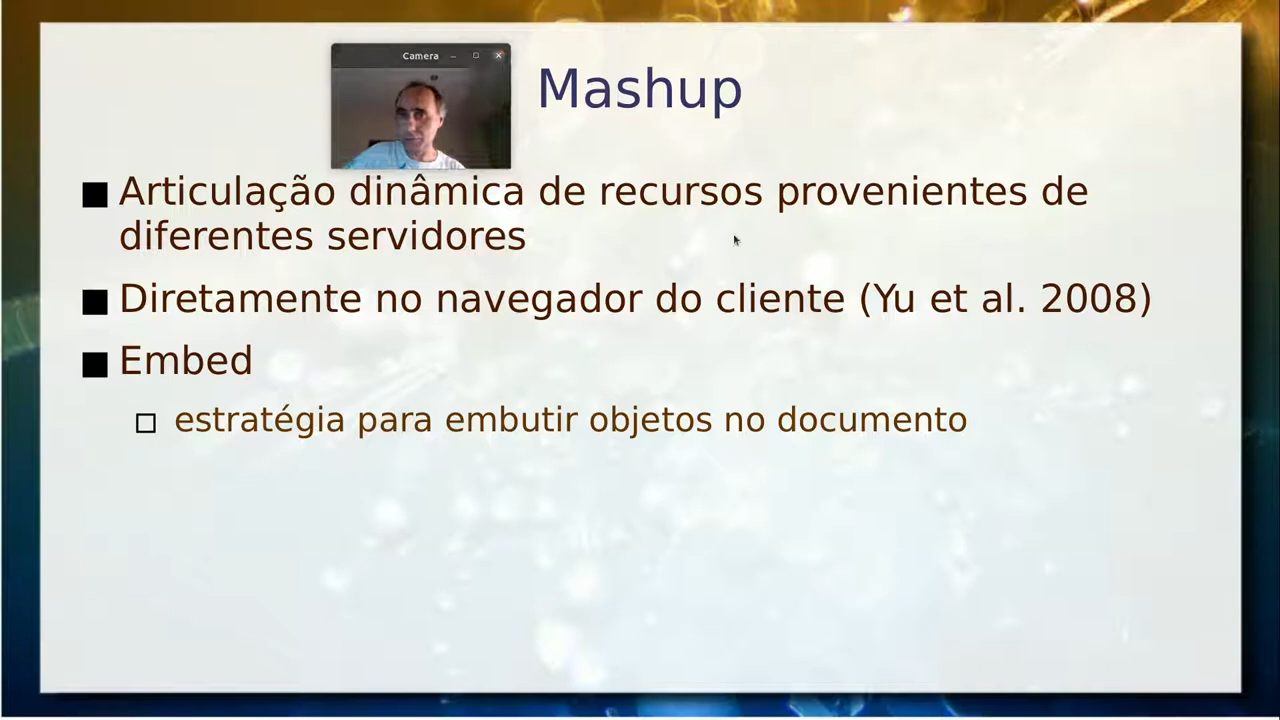 Camera
Mashup
Articulação dinâmica de recursos provenientes de
diferentes servidores
Diretamente no navegador do cliente (Yu et al. 2008)
Embed
estratégia para embutir objetos no documento